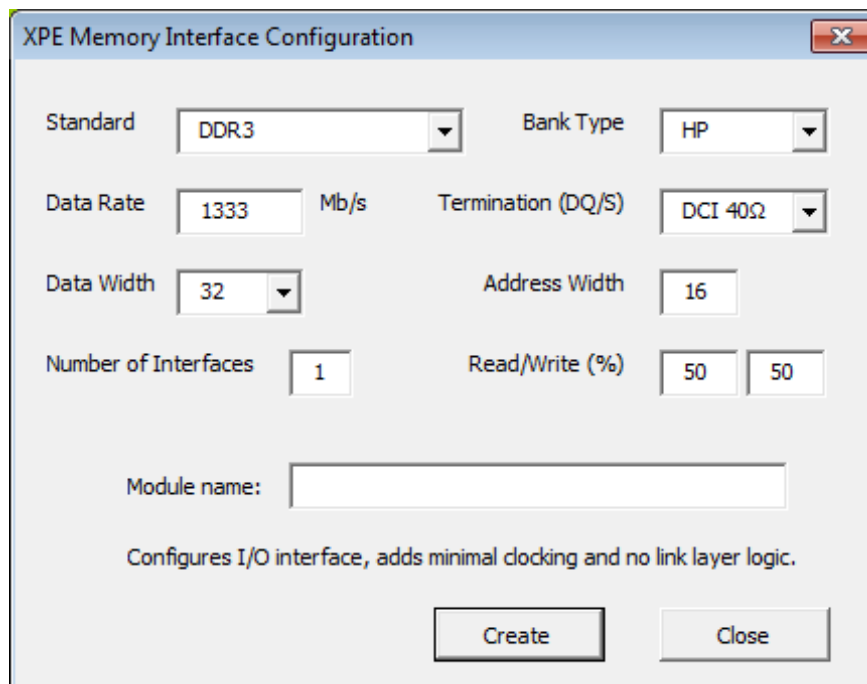 XPE Memory Interface Configuration
Standard DDR3 Bank Type HP
Data Rate 1333 Mb/s Termination (DQ/S) DCI 40Ω
Data Width 32 Address Width 16
Number of Interfaces 1 Read/Write (%) 50 50
Module name:
Configures I/O interface, adds minimal clocking and no link layer logic.
Create Close